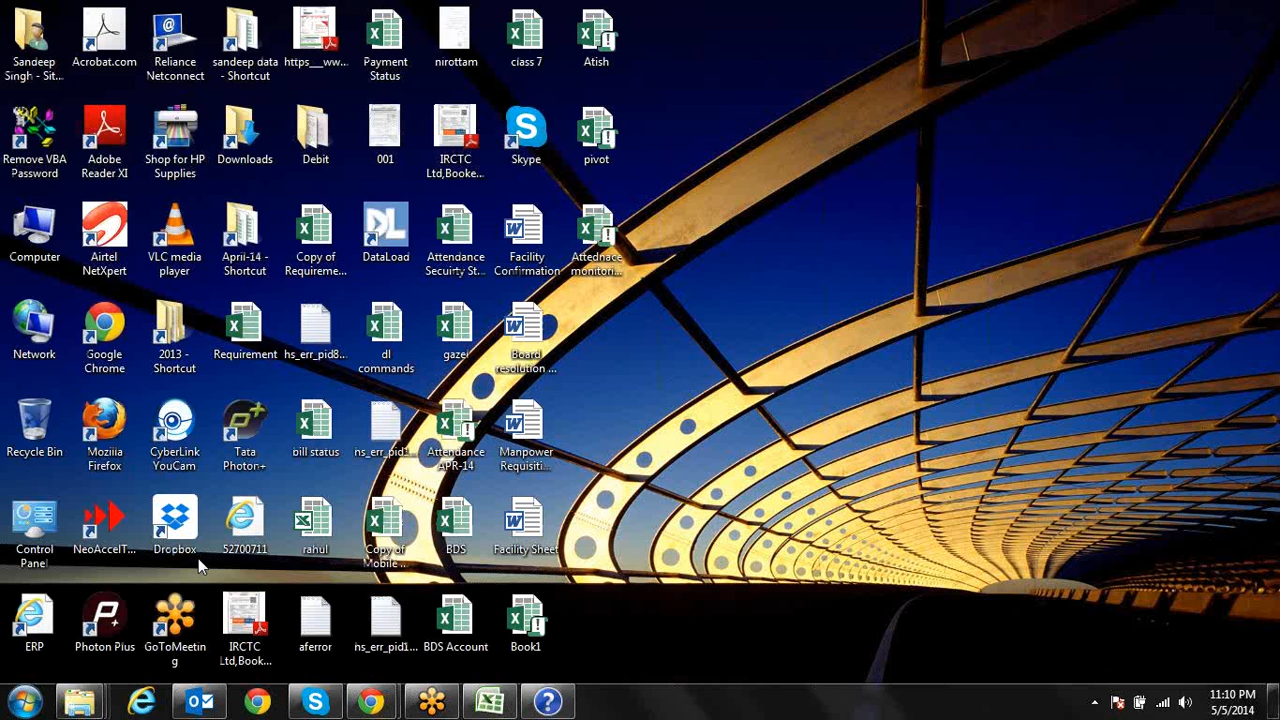 Sandeep
Singh - Sit...
Acrobat.com
Reliance
Netconnect
sandeep data
- Shortcut
https___ww...
Payment
Status
nirottam
class 7
Atish
Remove VBA
Password
Adobe
Reader XI
Shop for HP
Supplies
Downloads
Debit
001
IRCTC
Ltd,Booke...
Skype
pivot
Computer
Airtel
NetXpert
VLC media
player
April-14 -
Shortcut
Copy of
Requireme...
DataLoad
Attendance
Security St...
Facility
Confirmation
Attednace
monitori...
Network
Google
Chrome
2013 -
Shortcut
Requirement
hs_err_pid8...
dl
commands
gazel
Board
resolution ...
Recycle Bin
Mozilla
Firefox
CyberLink
YouCam
Tata
Photon+
bill status
hs_err_pid1...
Attendance
APR-14
Manpower
Requisiti...
Control
Panel
NeoAccelT...
Dropbox
52700711
rahul
Copy of
Mobile ...
BDS
Facility Sheet
ERP
Photon Plus
GoToMeetin
g
IRCTC
Ltd,Book...
aferror
hs_err_pid1...
BDS Account
Book1
11:10 PM
5/5/2014